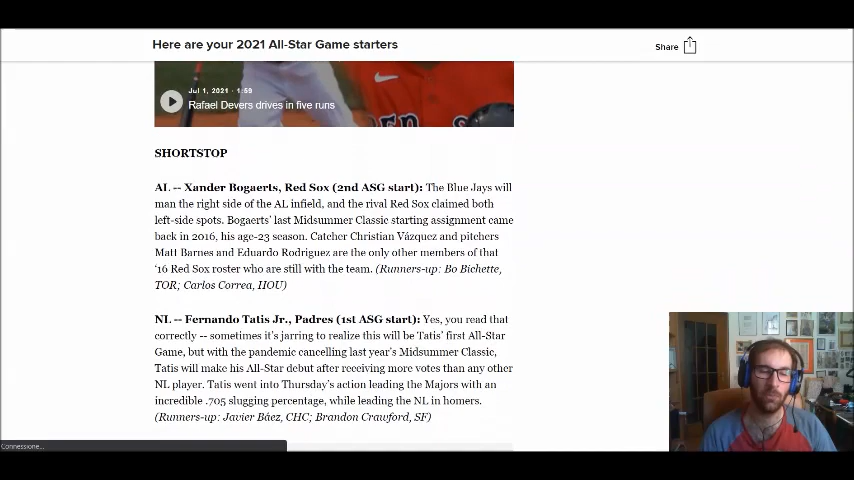 Here are your 2021 All-Star Game starters
Share
Jul 1, 2021 · 1:59
Rafael Devers drives in five runs
SHORTSTOP
AL -- Xander Bogaerts, Red Sox (2nd ASG start): The Blue Jays will
man the right side of the AL infield, and the rival Red Sox claimed both
left-side spots. Bogaerts' last Midsummer Classic starting assignment came
back in 2016, his age-23 season. Catcher Christian Vázquez and pitchers
Matt Barnes and Eduardo Rodriguez are the only other members of that
'16 Red Sox roster who are still with the team. (Runners-up: Bo Bichette,
TOR; Carlos Correa, HOU)
NL -- Fernando Tatis Jr., Padres (1st ASG start): Yes, you read that
correctly -- sometimes it's jarring to realize this will be Tatis' first All-Star
Game, but with the pandemic cancelling last year's Midsummer Classic,
Tatis will make his All-Star debut after receiving more votes than any other
NL player. Tatis went into Thursday's action leading the Majors with an
incredible .705 slugging percentage, while leading the NL in homers.
(Runners-up: Javier Báez, CHC; Brandon Crawford, SF)
Connessione...